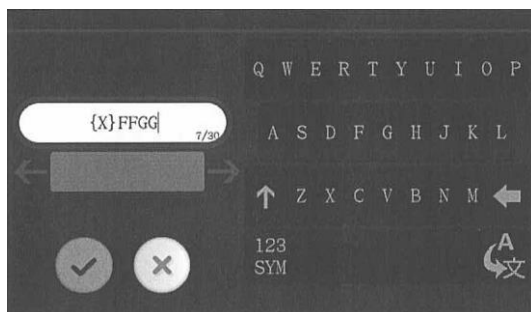 {X}FFGG
7/30
Q W E R T Y U I O P
A S D F G H J K L
Z X C V B N M
123
SYM
A
文